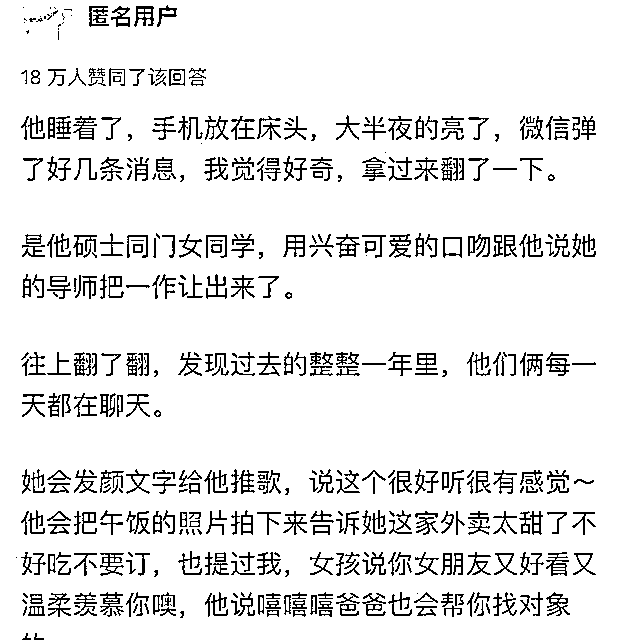 匿名用户
18 万人赞同了该回答
他睡着了，手机放在床头，大半夜的亮了，微信弹
了好几条消息，我觉得好奇，拿过来翻了一下。
是他硕士同门女同学，用兴奋可爱的口吻跟他说她
的导师把一作让出来了。
往上翻了翻，发现过去的整整一年里，他们俩每一
天都在聊天。
她会发颜文字给他推歌，说这个很好听很有感觉～
他会把午饭的照片拍下来告诉她这家外卖太甜了不
好吃不要订，也提过我，女孩说你女朋友又好看又
温柔羡慕你噢，他说嘻嘻嘻爸爸也会帮你找对象